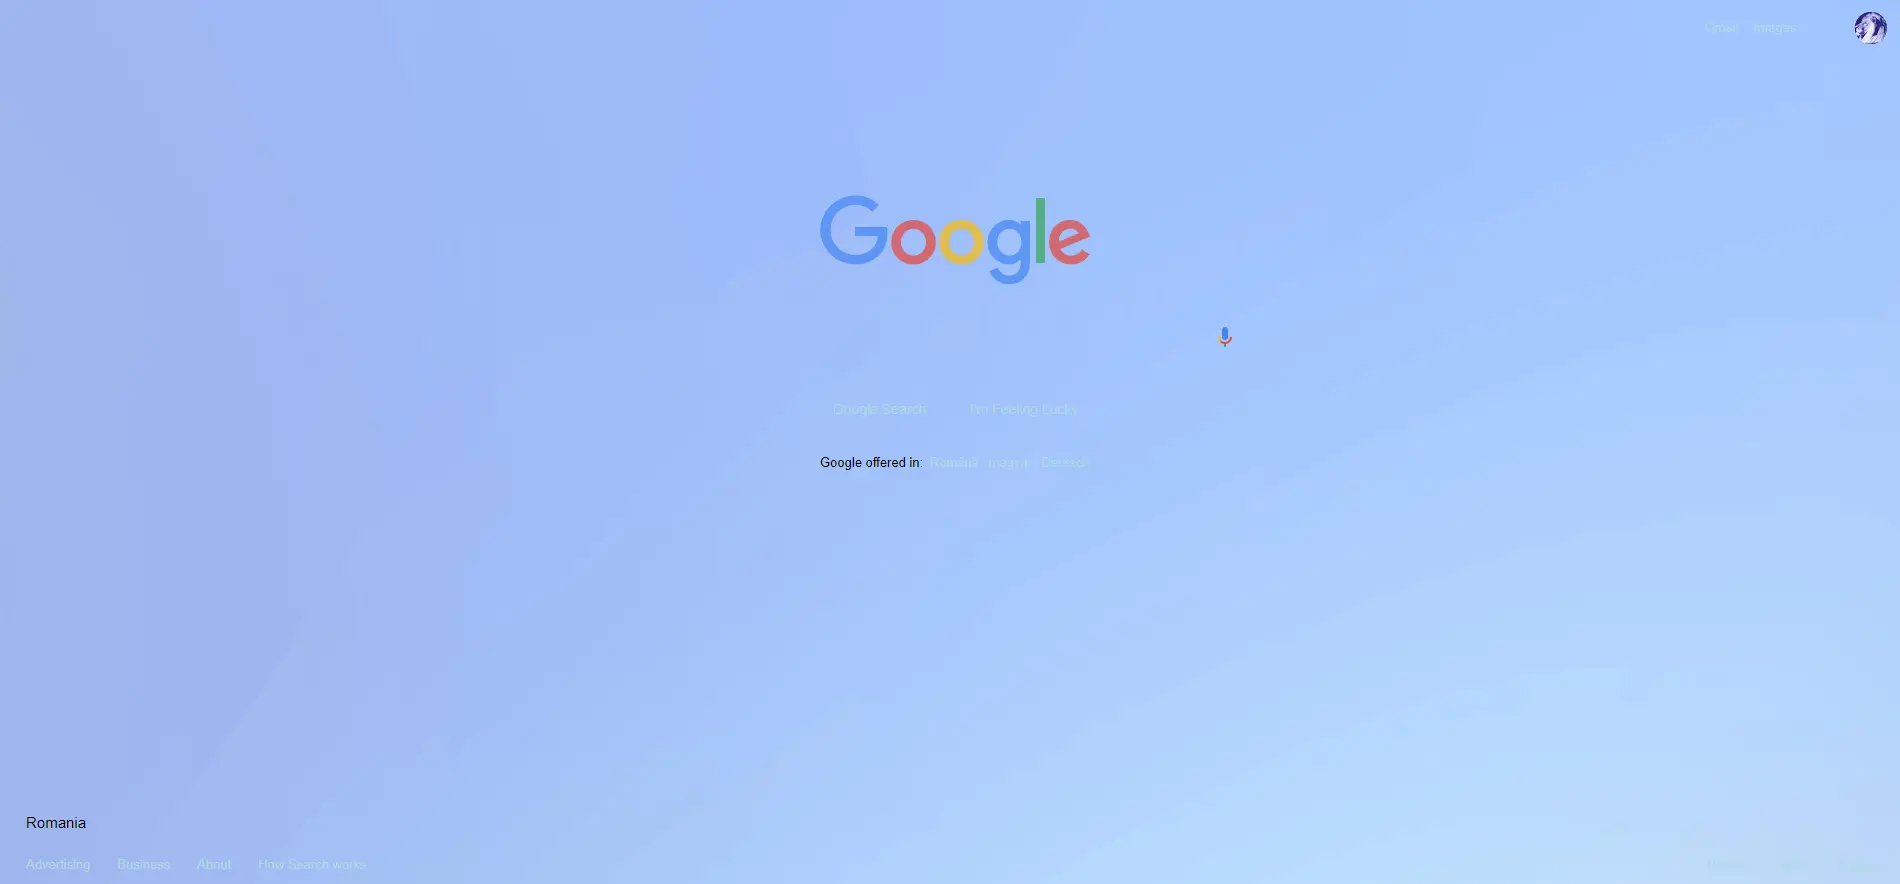 Gmail Images
Google
Google Search I'm Feeling Lucky
Google offered in: Română magyar Deutsch
Romania
Advertising Business About How Search works